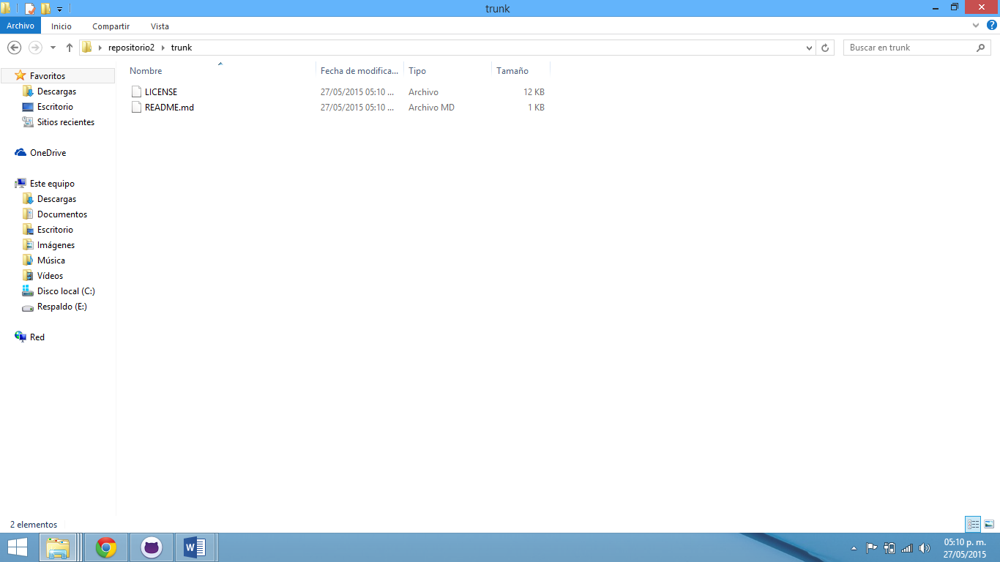 trunk
Archivo Inicio Compartir Vista
repositorio2 trunk Buscar en trunk
Nombre Fecha de modifica... Tipo Tamaño
LICENSE 27/05/2015 05:10 ... Archivo 12 KB
README.md 27/05/2015 05:10 ... Archivo MD 1 KB
Favoritos
Descargas
Escritorio
Sitios recientes
OneDrive
Este equipo
Descargas
Documentos
Escritorio
Imágenes
Música
Vídeos
Disco local (C:)
Respaldo (E:)
Red
2 elementos
05:10 p. m.
27/05/2015